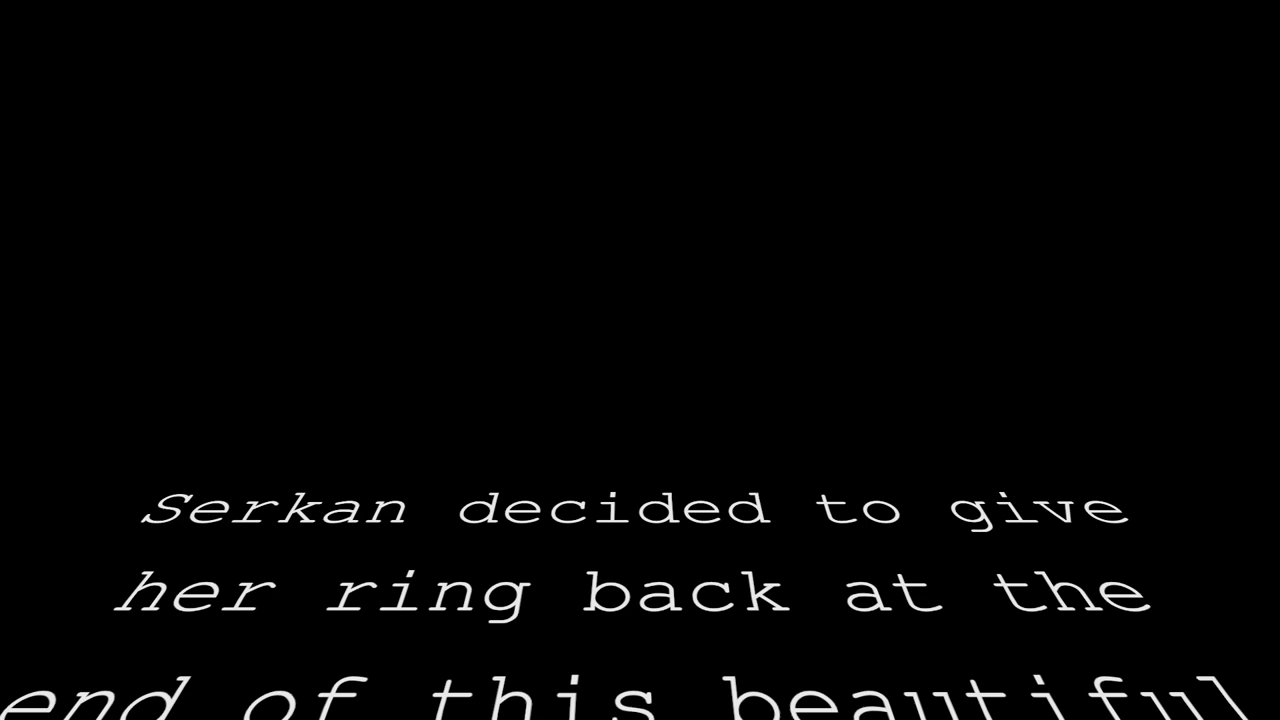 Serkan decided to give
her ring back at the
end of this beautiful